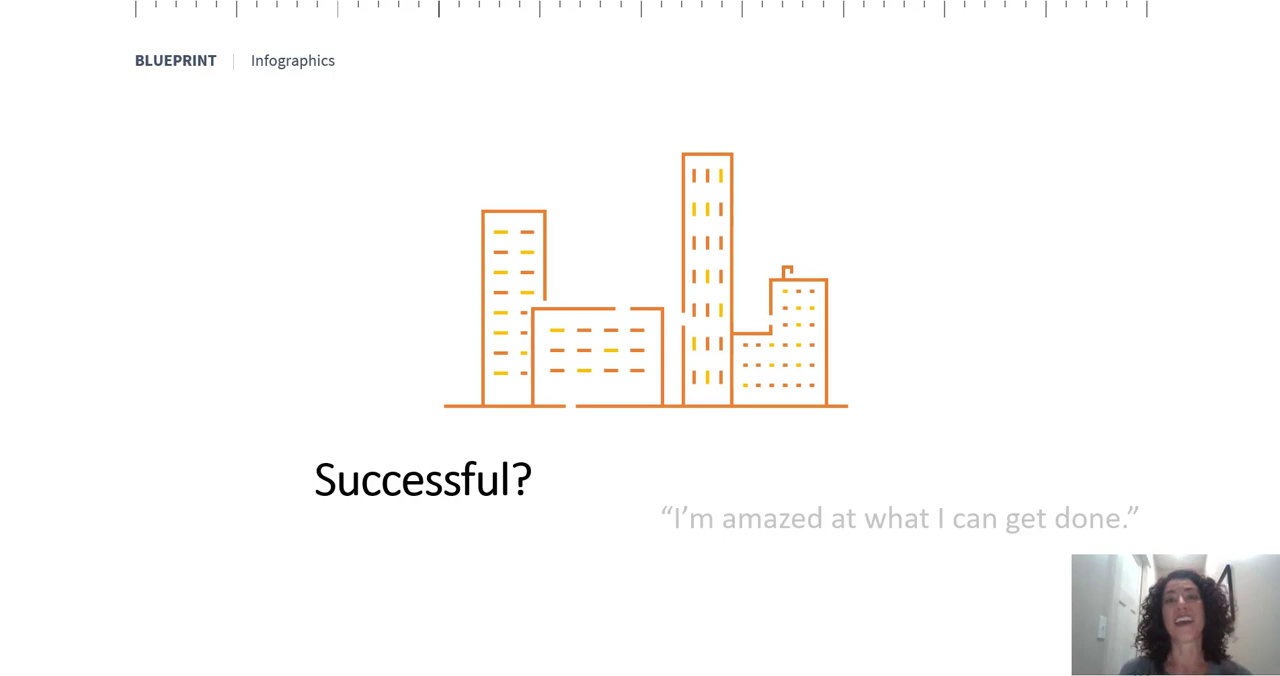 BLUEPRINT | Infographics
Successful?
“I’m amazed at what I can get done.”